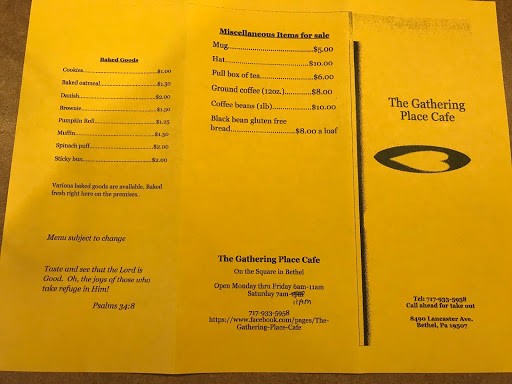 Baked Goods
Cookies...........................................$1.00
Baked oatmeal................................$1.50
Danish.............................................$2.00
Brownie...........................................$1.50
Pumpkin Roll..................................$1.25
Muffin..............................................$1.50
Spinach puff....................................$2.00
Sticky bun........................................$2.00
Various baked goods are available. Baked
fresh right here on the premises.
Menu subject to change
Taste and see that the Lord is
Good. Oh, the joys of those who
take refuge in Him!
Psalms 34:8
Miscellaneous Items for sale
Mug..............................$5.00
Hat...............................$10.00
Full box of tea....................$6.00
Ground coffee (12oz.).......$8.00
Coffee beans (1lb)............$10.00
Black bean gluten free
bread......................$8.00 a loaf
The Gathering Place Cafe
On the Square in Bethel
Open Monday thru Friday 6am-11am
Saturday 7am-
11AM
717-933-5958
https://www.facebook.com/pages/The-
Gathering-Place-Cafe
The Gathering
Place Cafe
Tel: 717-933-5958
Call ahead for take out
8490 Lancaster Ave.
Bethel, Pa 19507